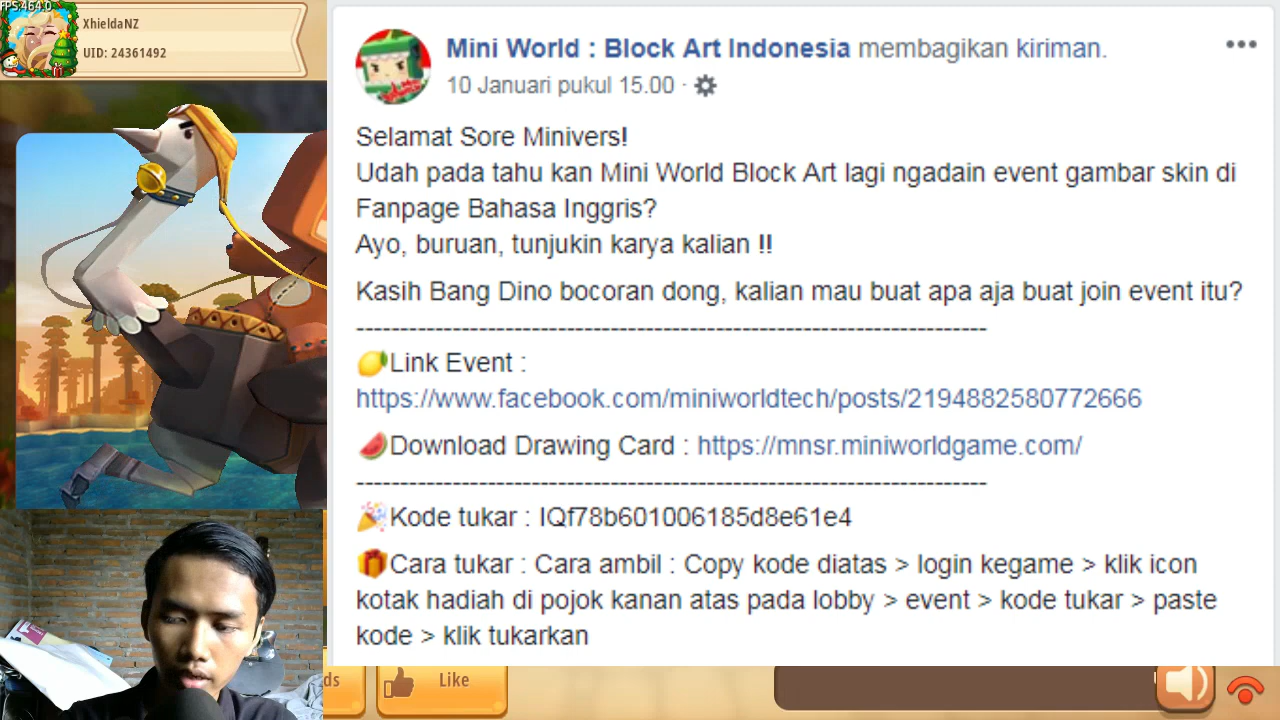 FPS:464.0
XhieldaNZ
UID: 24361492
Mini World : Block Art Indonesia membagikan kiriman.
10 Januari pukul 15.00 ·
Selamat Sore Minivers!
Udah pada tahu kan Mini World Block Art lagi ngadain event gambar skin di
Fanpage Bahasa Inggris?
Ayo, buruan, tunjukin karya kalian !!
Kasih Bang Dino bocoran dong, kalian mau buat apa aja buat join event itu?
------------------------------------------------------------------------
🍋Link Event :
https://www.facebook.com/miniworldtech/posts/2194882580772666
🍉Download Drawing Card : https://mnsr.miniworldgame.com/
------------------------------------------------------------------------
🎉Kode tukar : IQf78b601006185d8e61e4
🎁Cara tukar : Cara ambil : Copy kode diatas > login kegame > klik icon
kotak hadiah di pojok kanan atas pada lobby > event > kode tukar > paste
kode > klik tukarkan
ds
Like